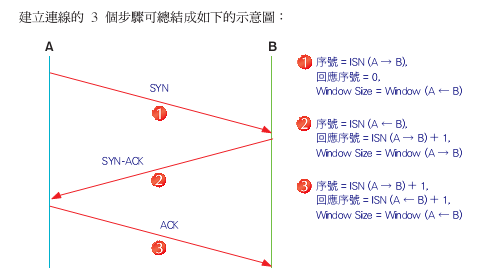 建立連線的 3 個步驟可總結成如下的示意圖：
A
B
SYN
1
SYN-ACK
2
ACK
3
1 序號 = ISN (A → B),
回應序號 = 0,
Window Size = Window (A ← B)
2 序號 = ISN (A ← B),
回應序號 = ISN (A → B) + 1,
Window Size = Window (A → B)
3 序號 = ISN (A → B) + 1,
回應序號 = ISN (A ← B) + 1,
Window Size = Window (A ← B)